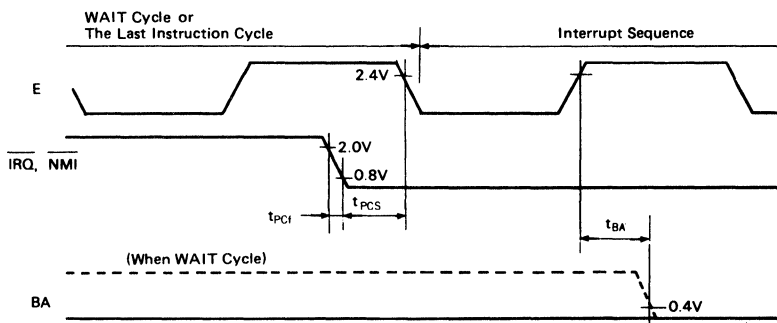 WAIT Cycle or
The Last Instruction Cycle
Interrupt Sequence
E
2.4V
IRQ, NMI
2.0V
0.8V
tPCf
tPCS
tBA
(When WAIT Cycle)
BA
0.4V